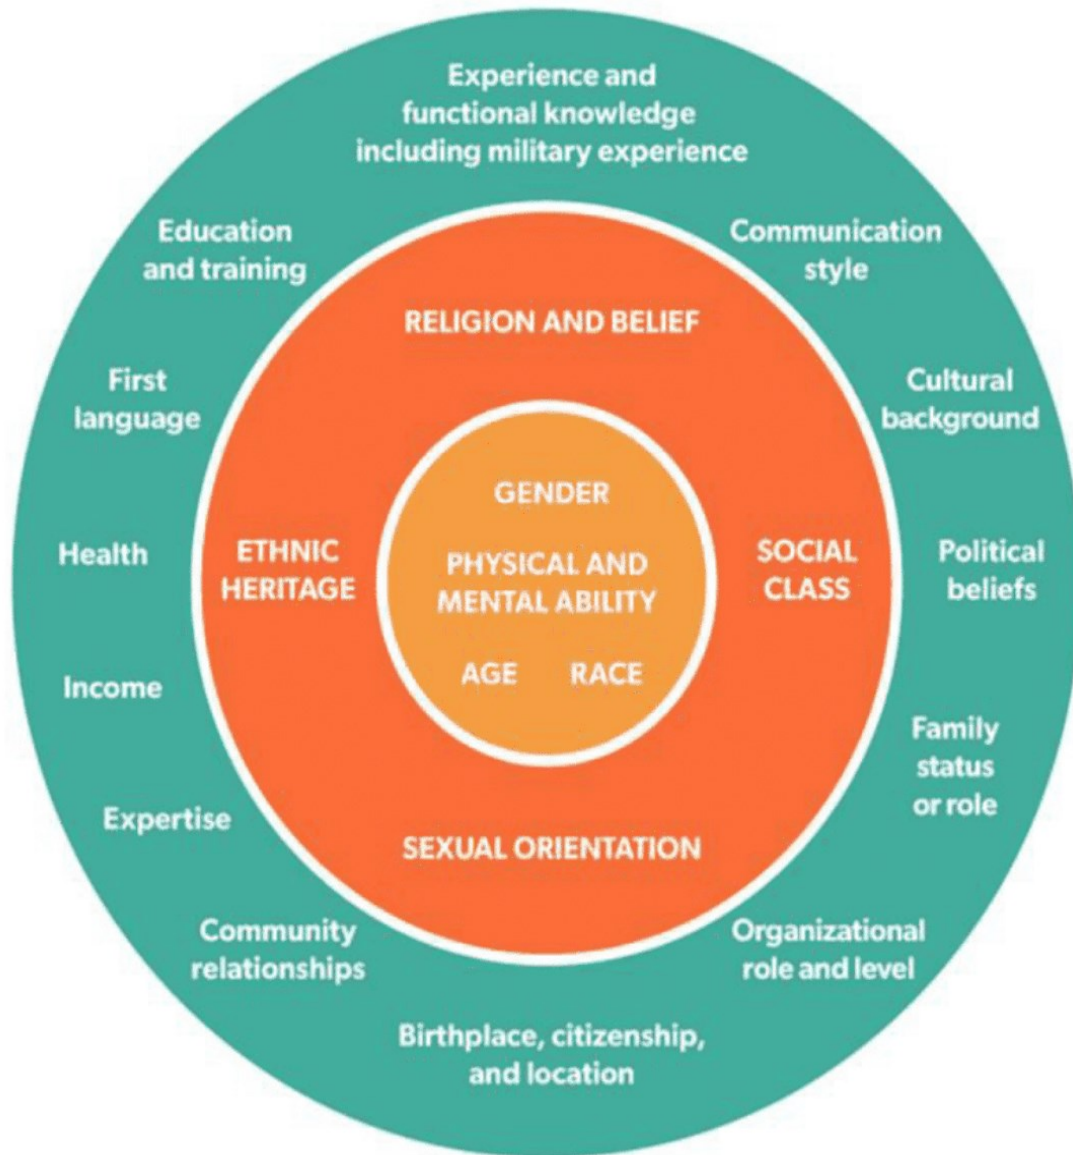 Experience and
functional knowledge
including military experience
Education
and training
Communication
style
RELIGION AND BELIEF
First
language
Cultural
background
GENDER
ETHNIC
HERITAGE
PHYSICAL AND
MENTAL ABILITY
SOCIAL
CLASS
Health
Political
beliefs
AGE RACE
Income
Family
status
or role
Expertise
SEXUAL ORIENTATION
Community
relationships
Organizational
role and level
Birthplace, citizenship,
and location